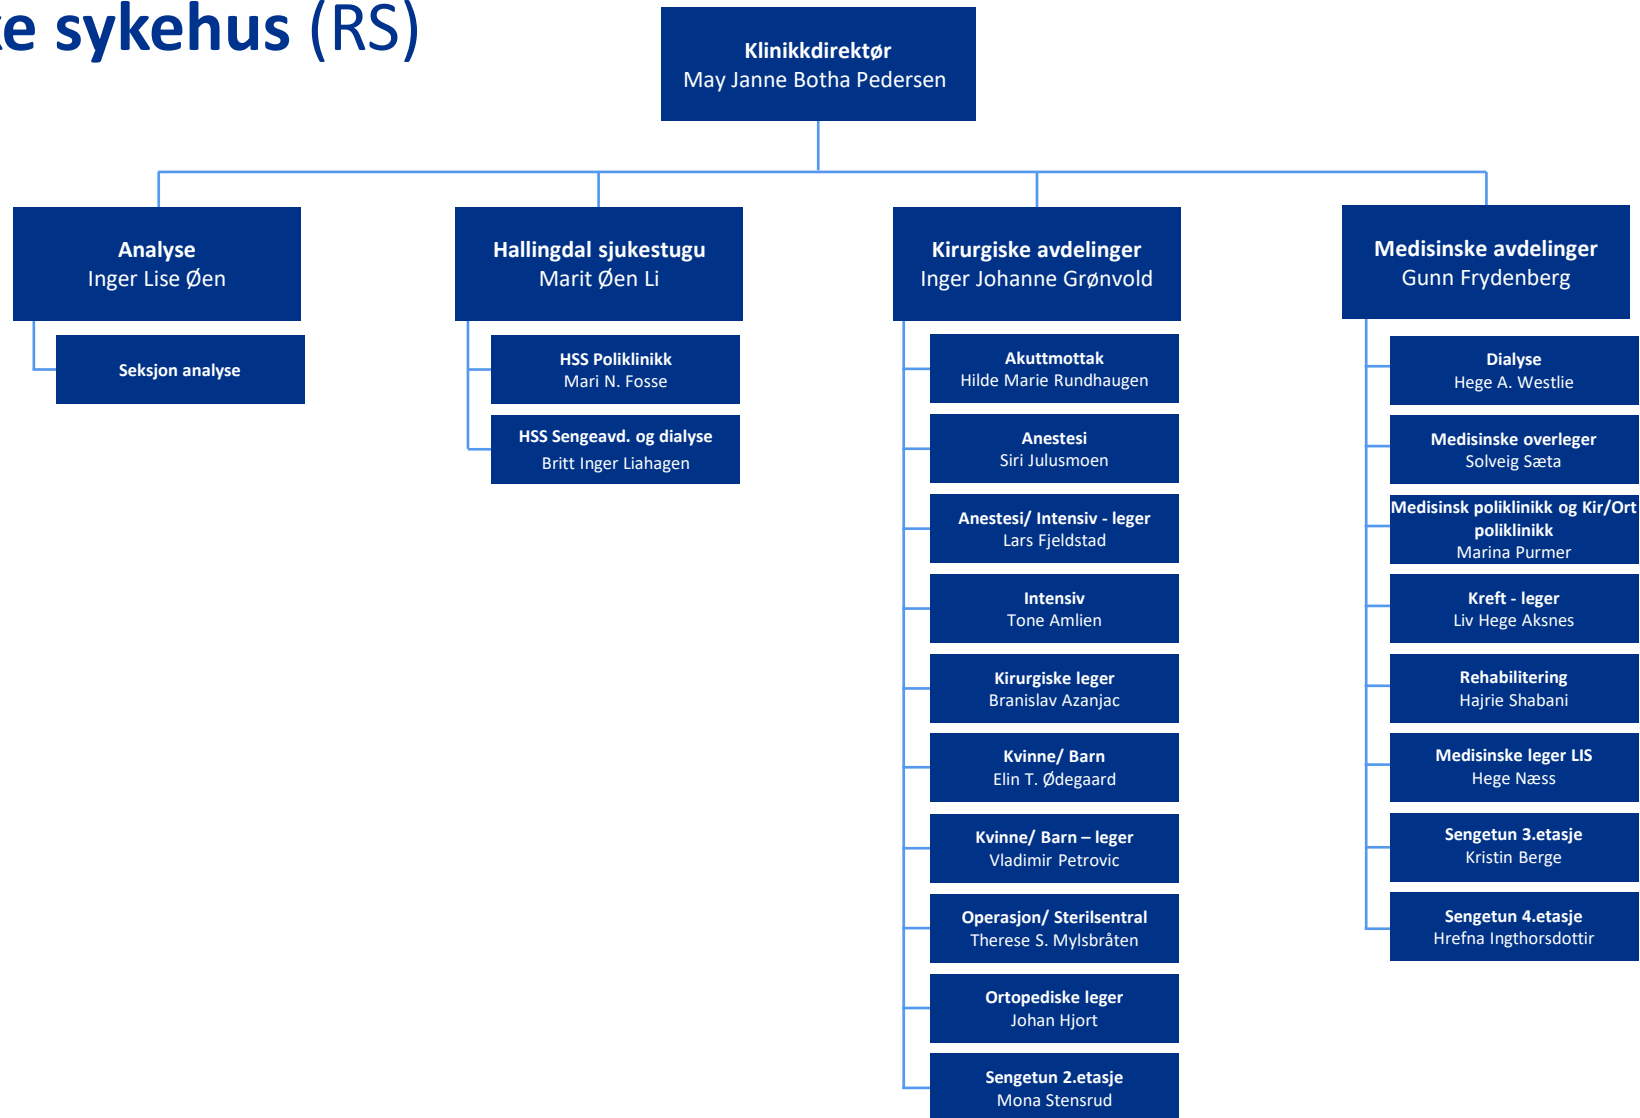 ke sykehus (RS)
Klinikkdirektør
May Janne Botha Pedersen
Analyse
Inger Lise Øen
Seksjon analyse
Hallingdal sjukestugu
Marit Øen Li
HSS Poliklinikk
Mari N. Fosse
HSS Sengeavd. og dialyse
Britt Inger Liahagen
Kirurgiske avdelinger
Inger Johanne Grønvold
Akuttmottak
Hilde Marie Rundhaugen
Anestesi
Siri Julusmoen
Anestesi/ Intensiv - leger
Lars Fjeldstad
Intensiv
Tone Amlien
Kirurgiske leger
Branislav Azanjac
Kvinne/ Barn
Elin T. Ødegaard
Kvinne/ Barn – leger
Vladimir Petrovic
Operasjon/ Sterilsentral
Therese S. Mylsbråten
Ortopediske leger
Johan Hjort
Sengetun 2.etasje
Mona Stensrud
Medisinske avdelinger
Gunn Frydenberg
Dialyse
Hege A. Westlie
Medisinske overleger
Solveig Sæta
Medisinsk poliklinikk og Kir/Ort
poliklinikk
Marina Purmer
Kreft - leger
Liv Hege Aksnes
Rehabilitering
Hajrie Shabani
Medisinske leger LIS
Hege Næss
Sengetun 3.etasje
Kristin Berge
Sengetun 4.etasje
Hrefna Ingthorsdottir